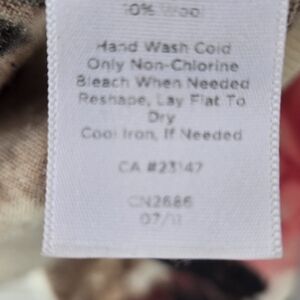 10% Wool
Hand Wash Cold
Only Non-Chlorine
Bleach When Needed
Reshape, Lay Flat To
Dry
Cool Iron, If Needed
CA #23147
CN2686
07/11